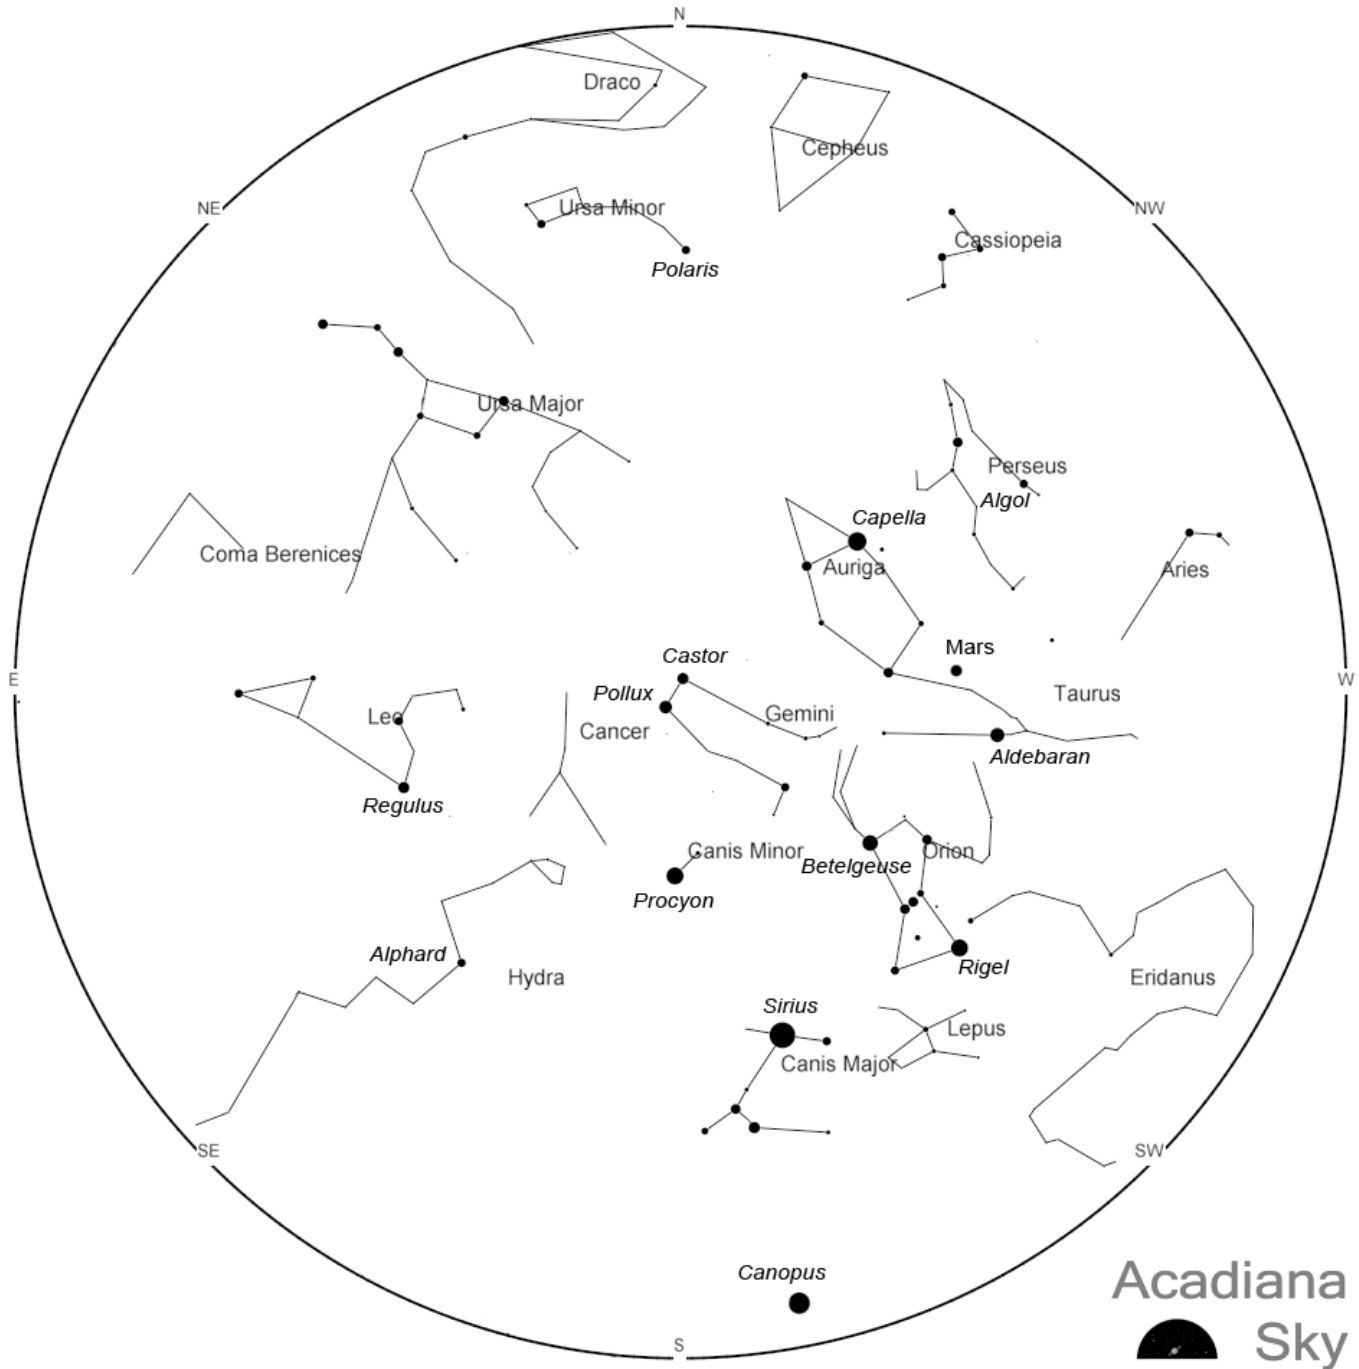 N
Draco
Cepheus
NE
Ursa Minor
NW
Cassiopeia
Polaris
Ursa Major
Perseus
Algol
Capella
Coma Berenices
Auriga
Aries
Castor
Mars
E
Pollux
W
Leo
Gemini
Taurus
Cancer
Aldebaran
Regulus
Canis Minor
Orion
Betelgeuse
Procyon
Alphard
Rigel
Hydra
Eridanus
Sirius
Lepus
Canis Major
SE
SW
Canopus
Acadiana
Sky
S